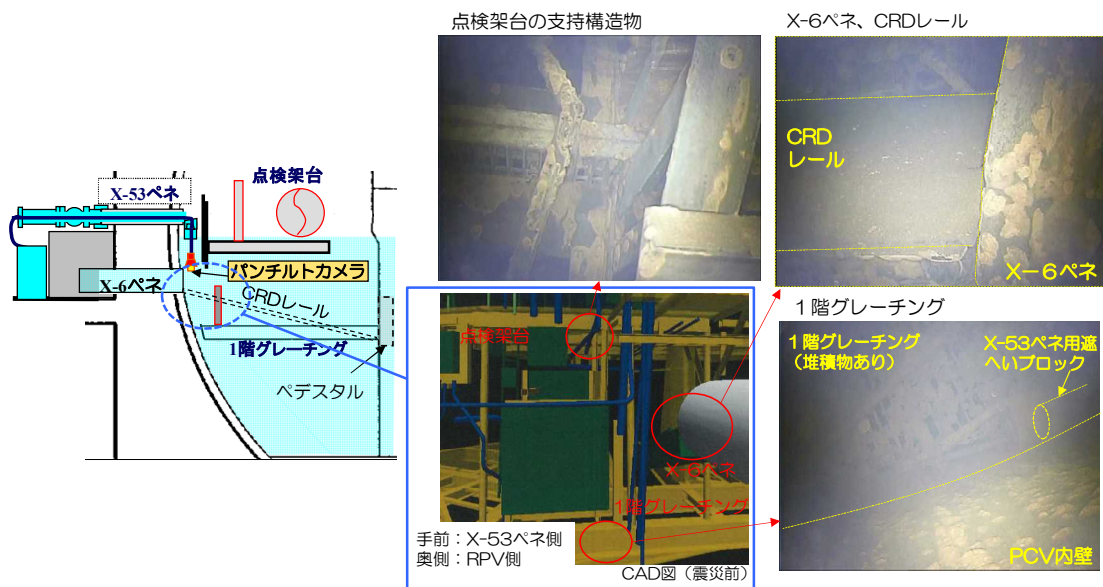 点検架台の支持構造物
X-6ペネ、CRDレール
CRD
レール
X－6ペネ
X-53ペネ
点検架台
パンチルトカメラ
X-6ペネ
CRDレール
1階グレーチング
ペデスタル
点検架台
X-6ペネ
1階グレーチング
手前：X-53ペネ側
奥側：RPV側
CAD図（震災前）
１階グレーチング
１階グレーチング
（堆積物あり）
X-53ペネ用遮
へいブロック
PCV内壁